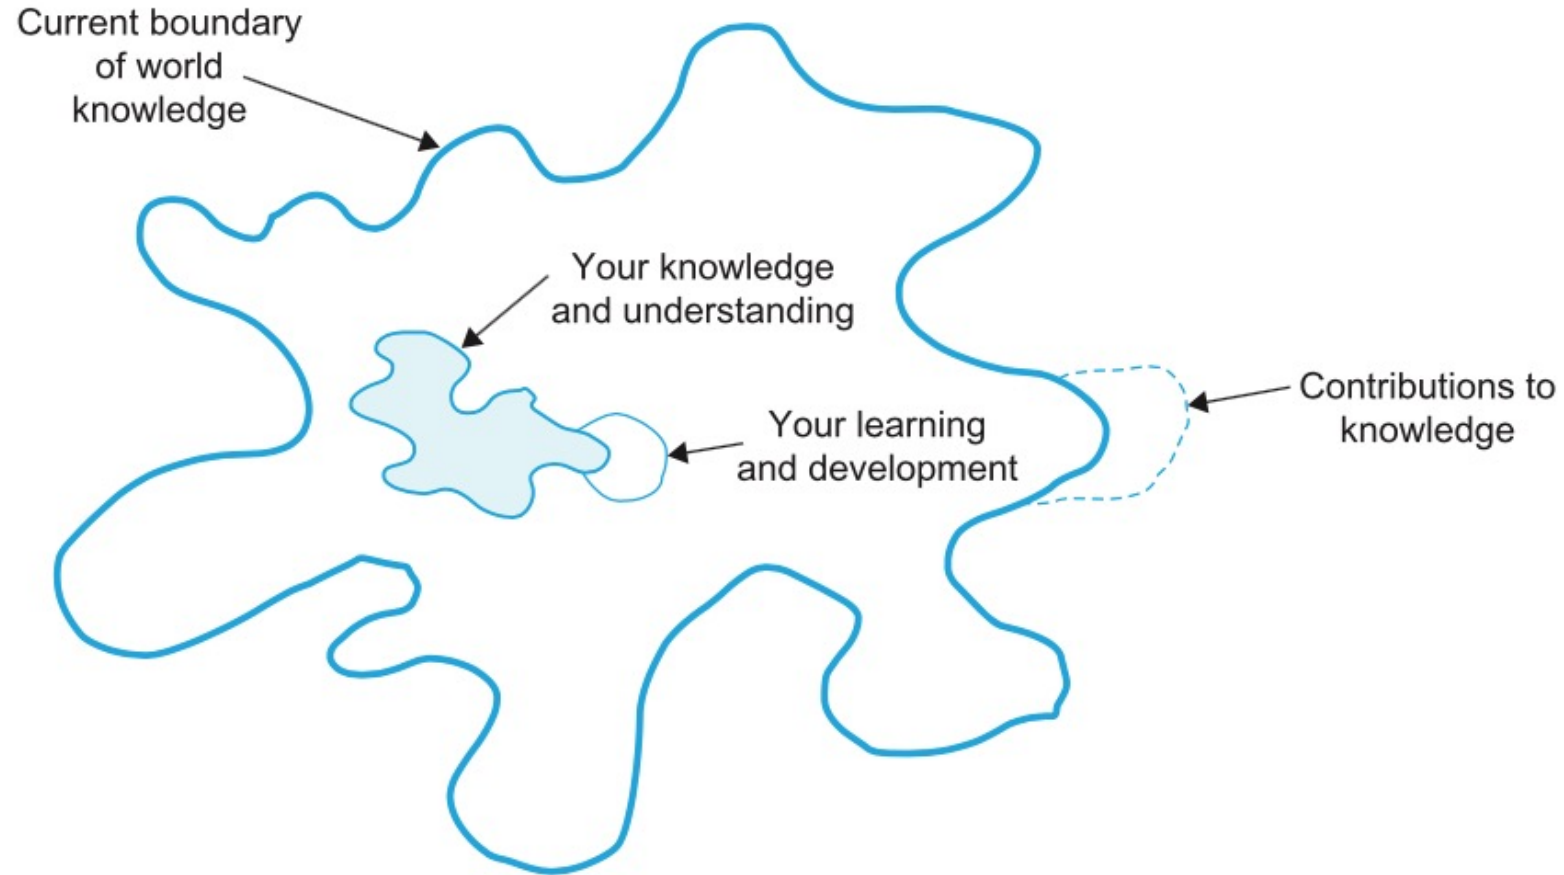 Current boundary
of world
knowledge
Your knowledge
and understanding
Contributions to
knowledge
Your learning
and development